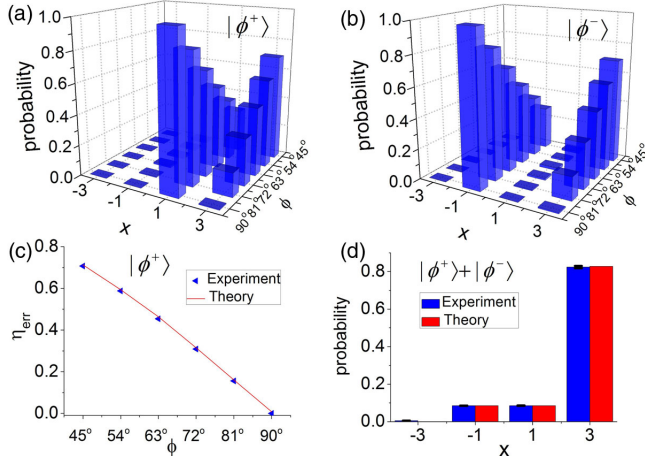 (a)
|ϕ⁺⟩
probability
1.0
0.8
0.6
0.4
0.2
0.0
-3
-1
1
3
x
90° 81° 72° 63° 54° 45°
ϕ
(b)
|ϕ⁻⟩
probability
1.0
0.8
0.6
0.4
0.2
0.0
-3
-1
1
3
x
90° 81° 72° 63° 54° 45°
ϕ
(c)
|ϕ⁺⟩
Experiment
Theory
η_err
0.8
0.6
0.4
0.2
0.0
45° 54° 63° 72° 81° 90°
ϕ
(d)
|ϕ⁺⟩+|ϕ⁻⟩
Experiment
Theory
probability
0.8
0.4
0.2
0.0
-3 -1 1 3
x